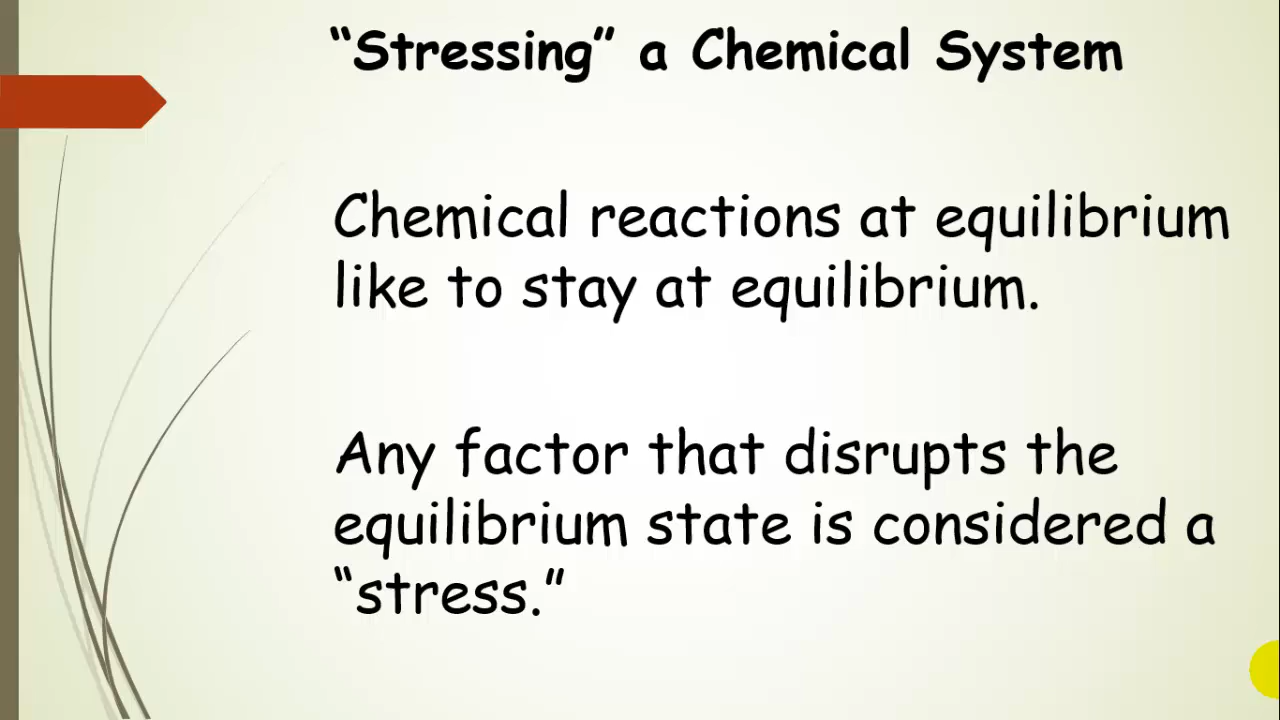 “Stressing” a Chemical System
Chemical reactions at equilibrium
like to stay at equilibrium.
Any factor that disrupts the
equilibrium state is considered a
“stress.”